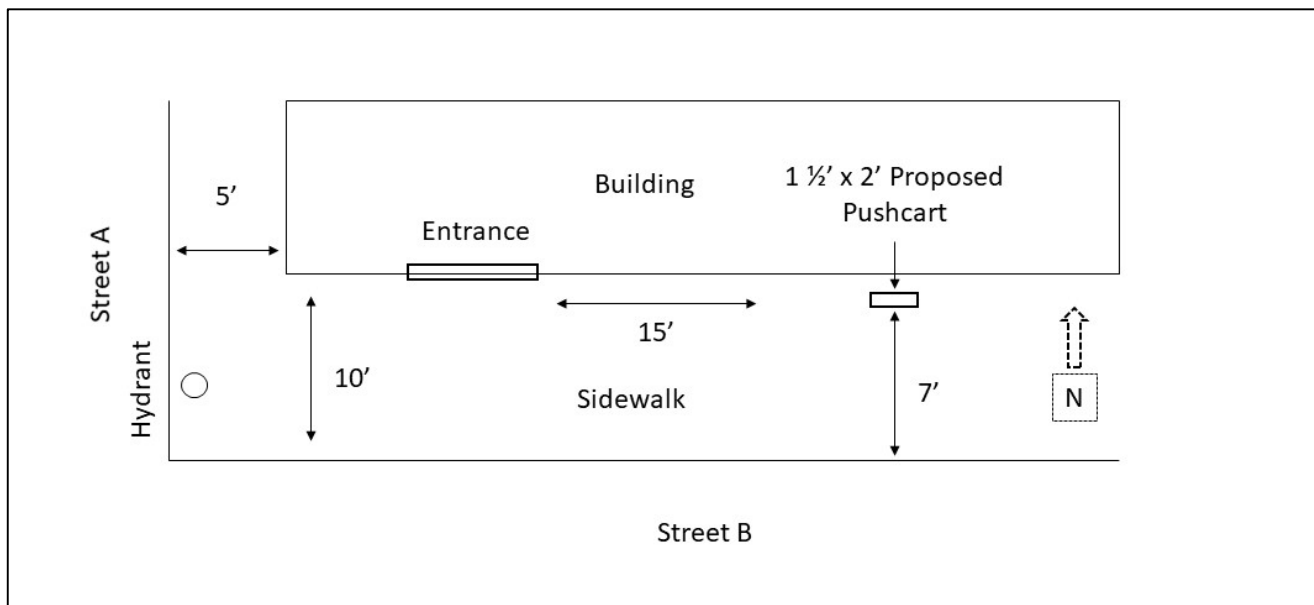 5’
Building
1 ½’ x 2’ Proposed
Pushcart
Entrance
Street A
15’
Hydrant
10’
Sidewalk
7’
N
Street B